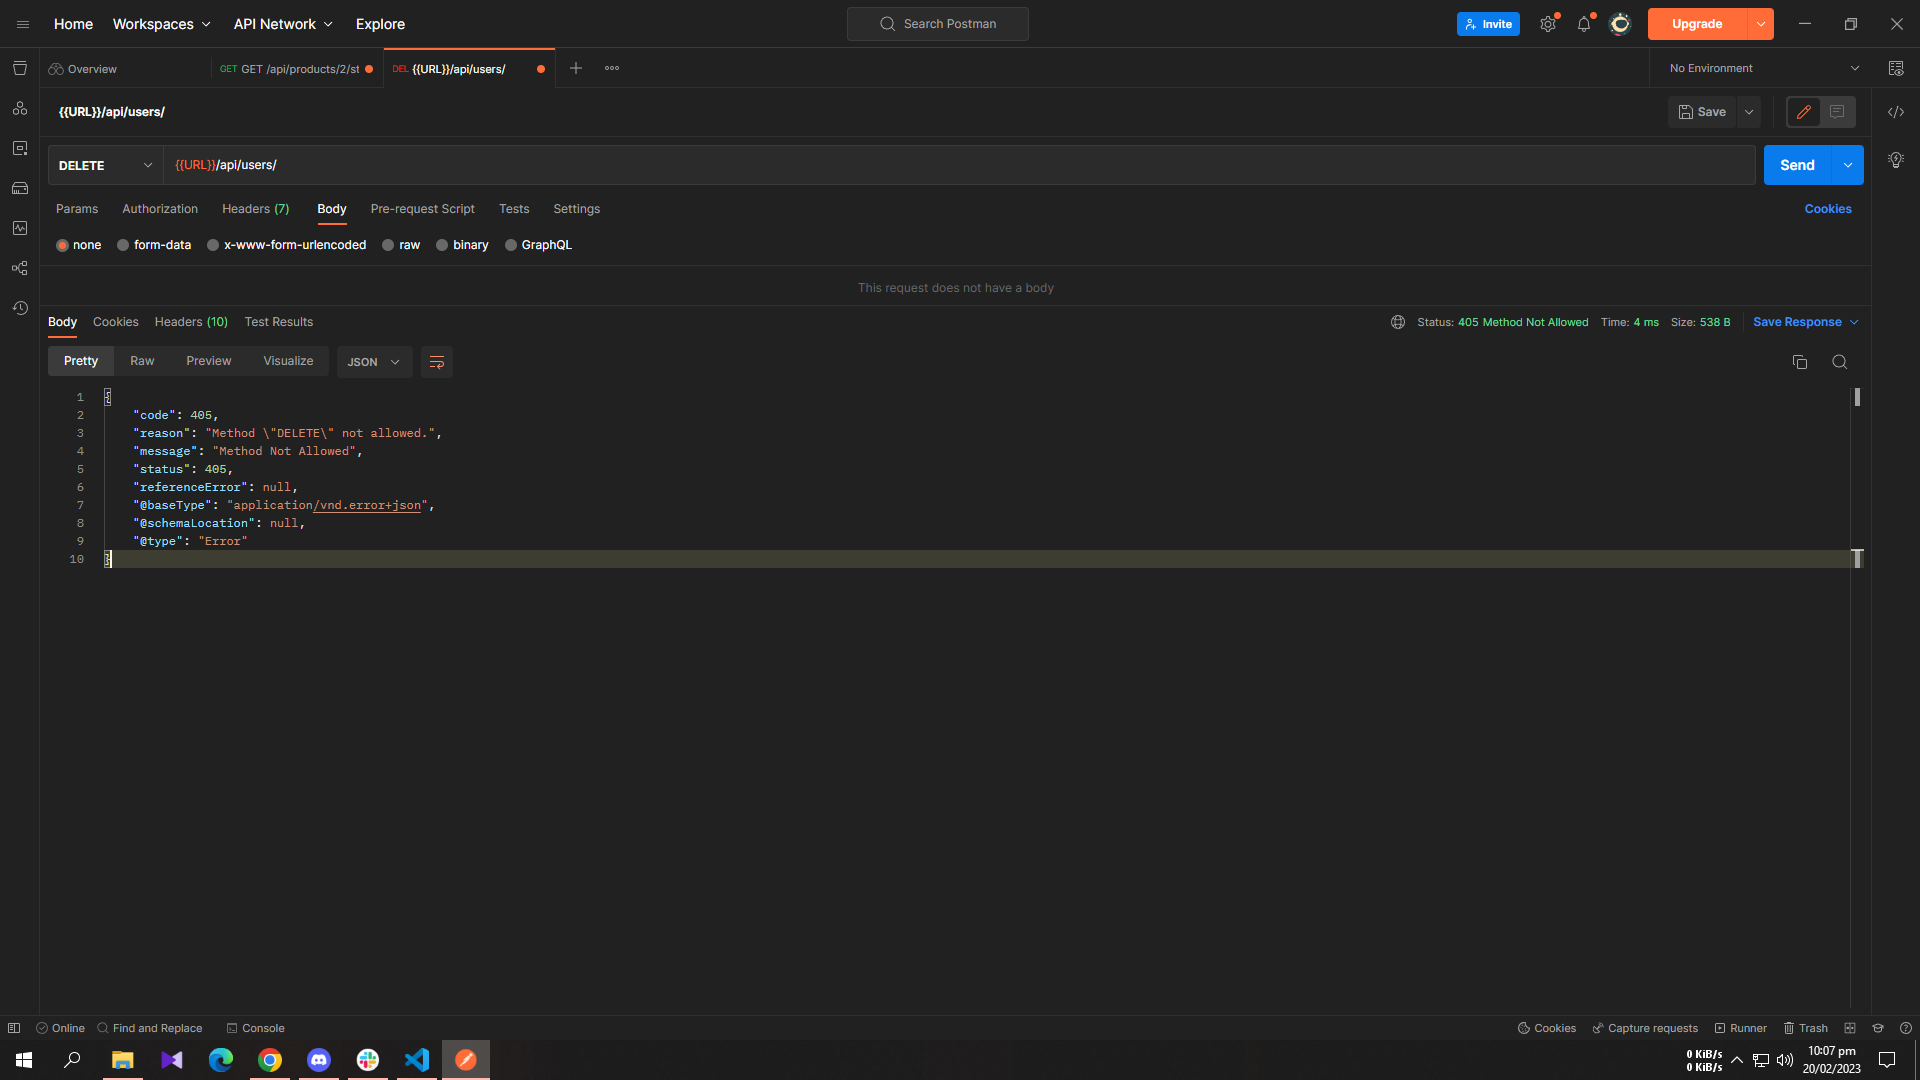 Home Workspaces API Network Explore Search Postman Invite Upgrade
Overview GET GET /api/products/2/st DEL {{URL}}/api/users/ No Environment
{{URL}}/api/users/ Save
DELETE {{URL}}/api/users/ Send
Params Authorization Headers (7) Body Pre-request Script Tests Settings Cookies
none form-data x-www-form-urlencoded raw binary GraphQL
This request does not have a body
Body Cookies Headers (10) Test Results Status: 405 Method Not Allowed Time: 4 ms Size: 538 B Save Response
Pretty Raw Preview Visualize JSON
1 {
2 "code": 405,
3 "reason": "Method \"DELETE\" not allowed.",
4 "message": "Method Not Allowed",
5 "status": 405,
6 "referenceError": null,
7 "@baseType": "application/vnd.error+json",
8 "@schemaLocation": null,
9 "@type": "Error"
10 }
Online Find and Replace Console Cookies Capture requests Runner Trash
0 KiB/s
0 KiB/s
10:07 pm
20/02/2023